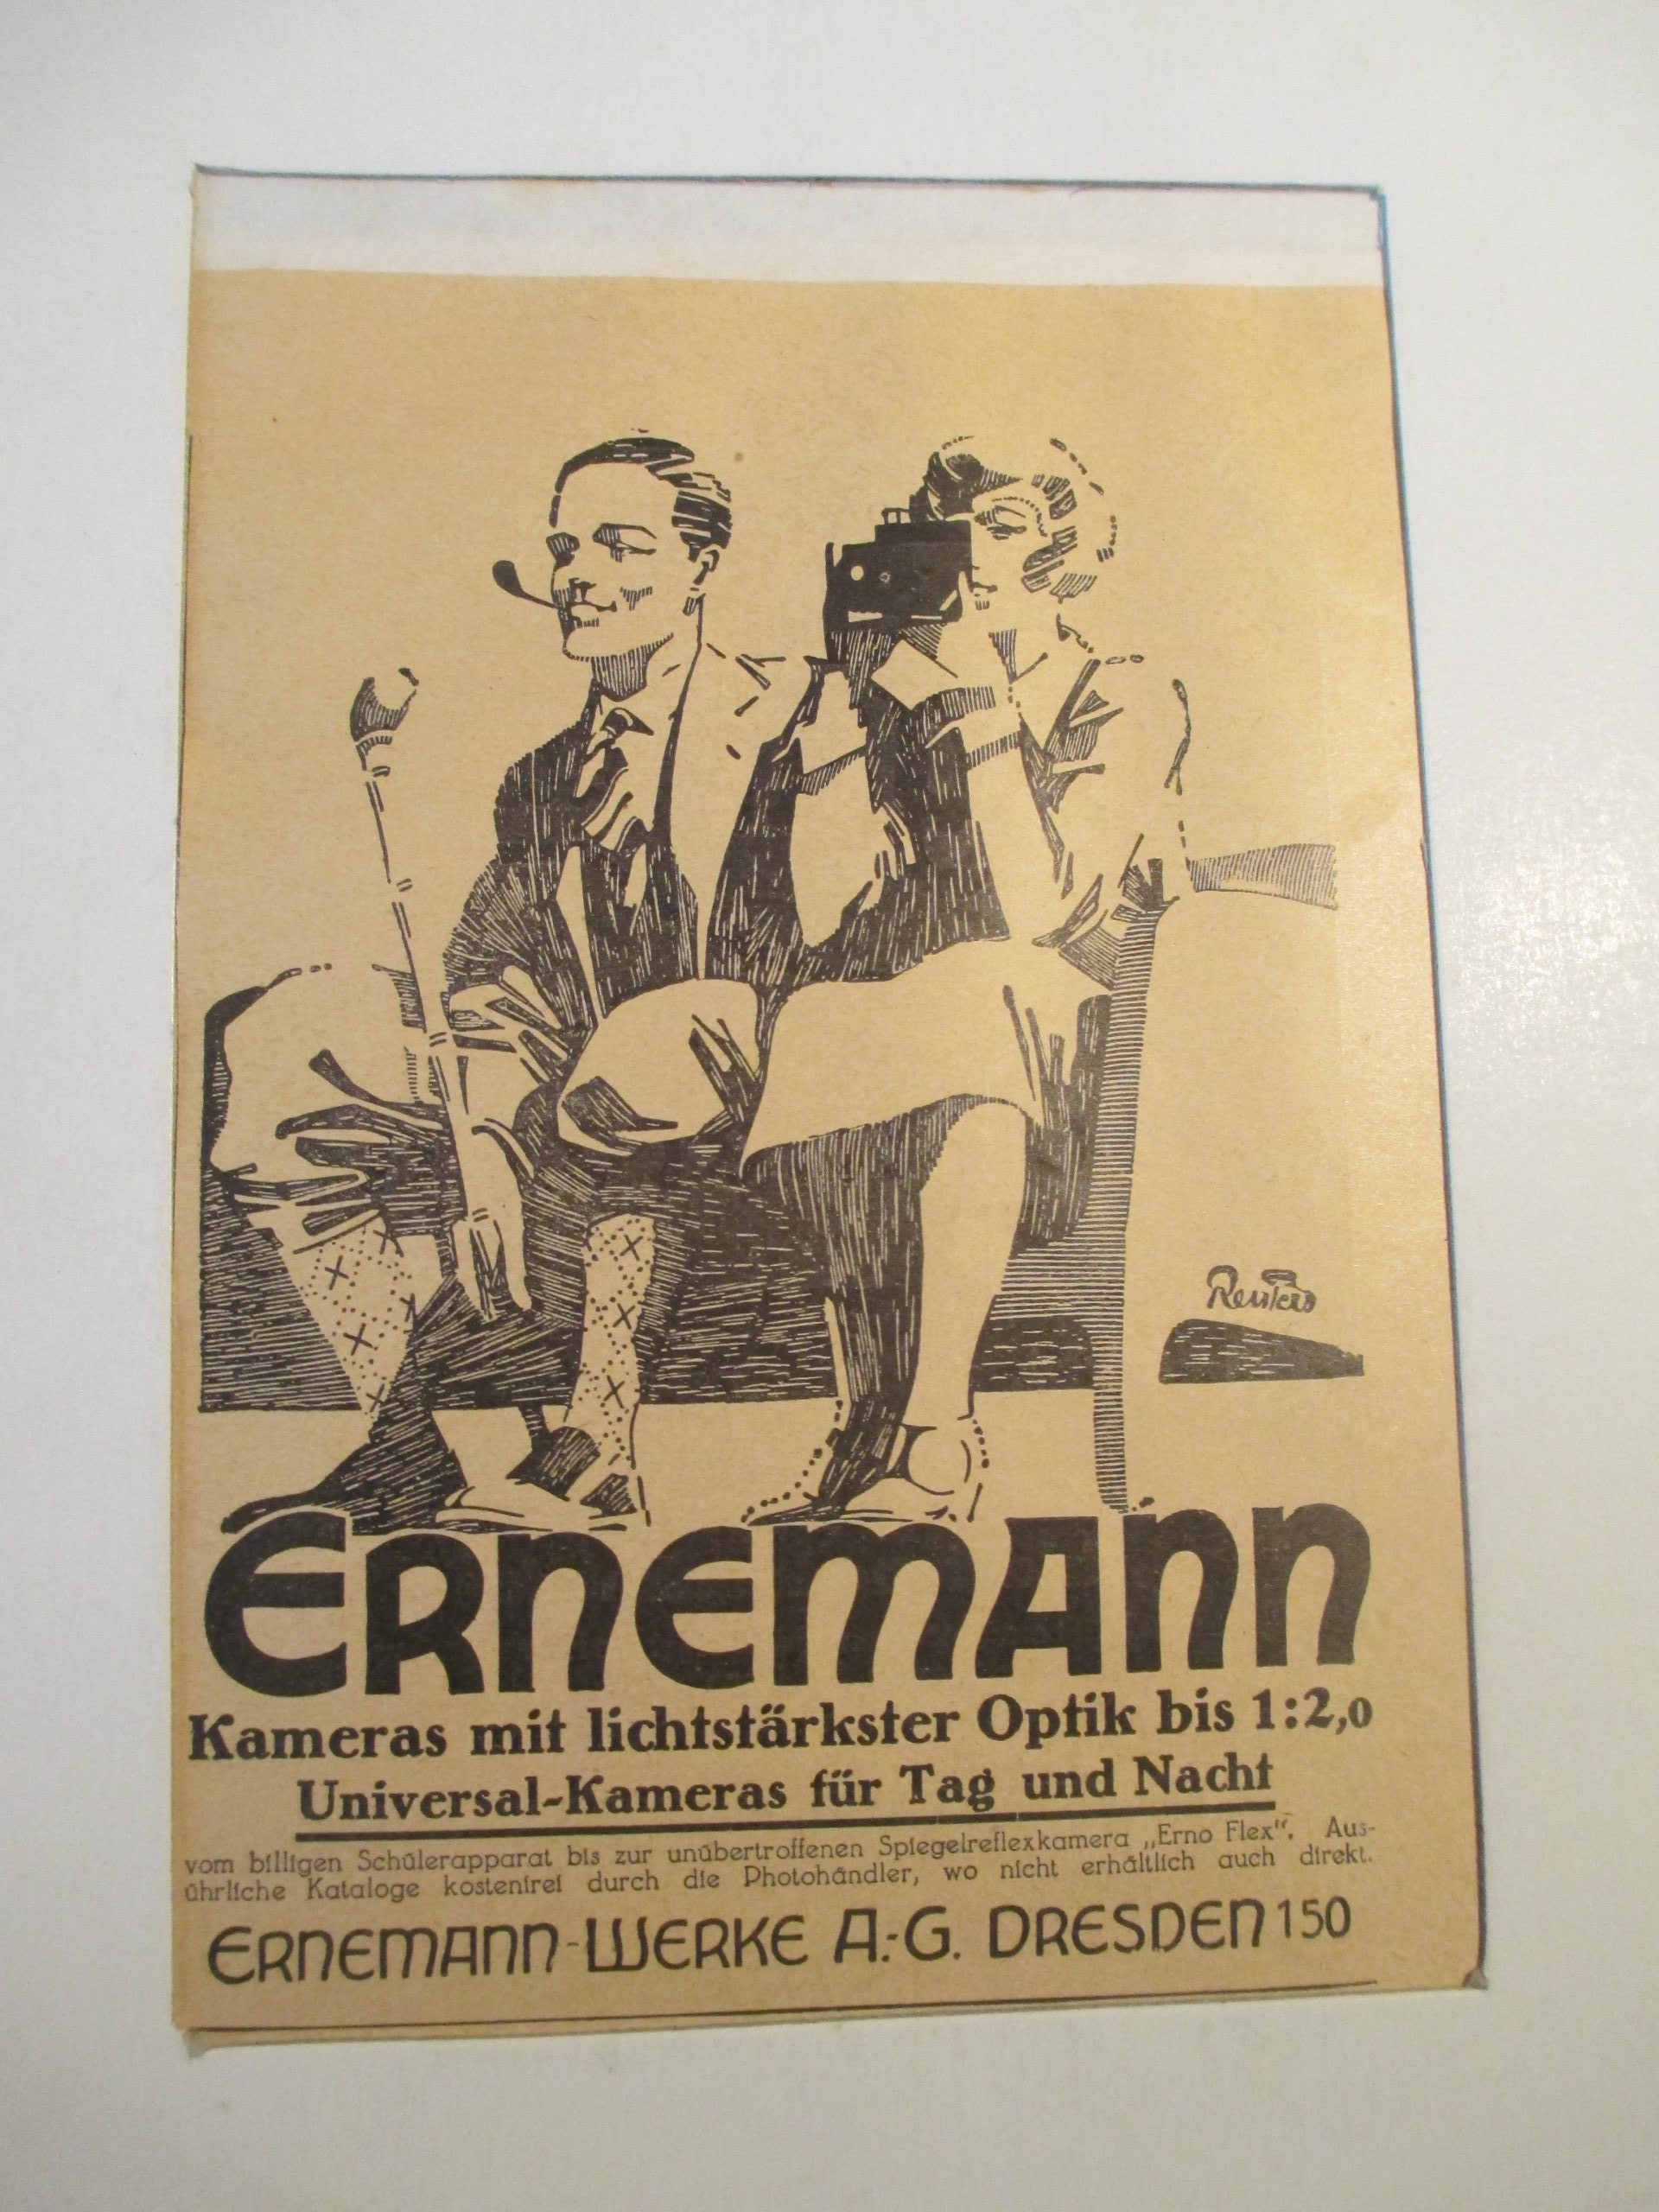 ERNEMANN
Kameras mit lichtstärkster Optik bis 1:2,0
Universal-Kameras für Tag und Nacht
vom billigen Schülerapparat bis zur unübertroffenen Spiegelreflexkamera „Erno Flex“. Aus-
ührliche Kataloge kostenfrei durch die Photohändler, wo nicht erhältlich auch direkt.
ERNEMANN-WERKE A.-G. DRESDEN 150